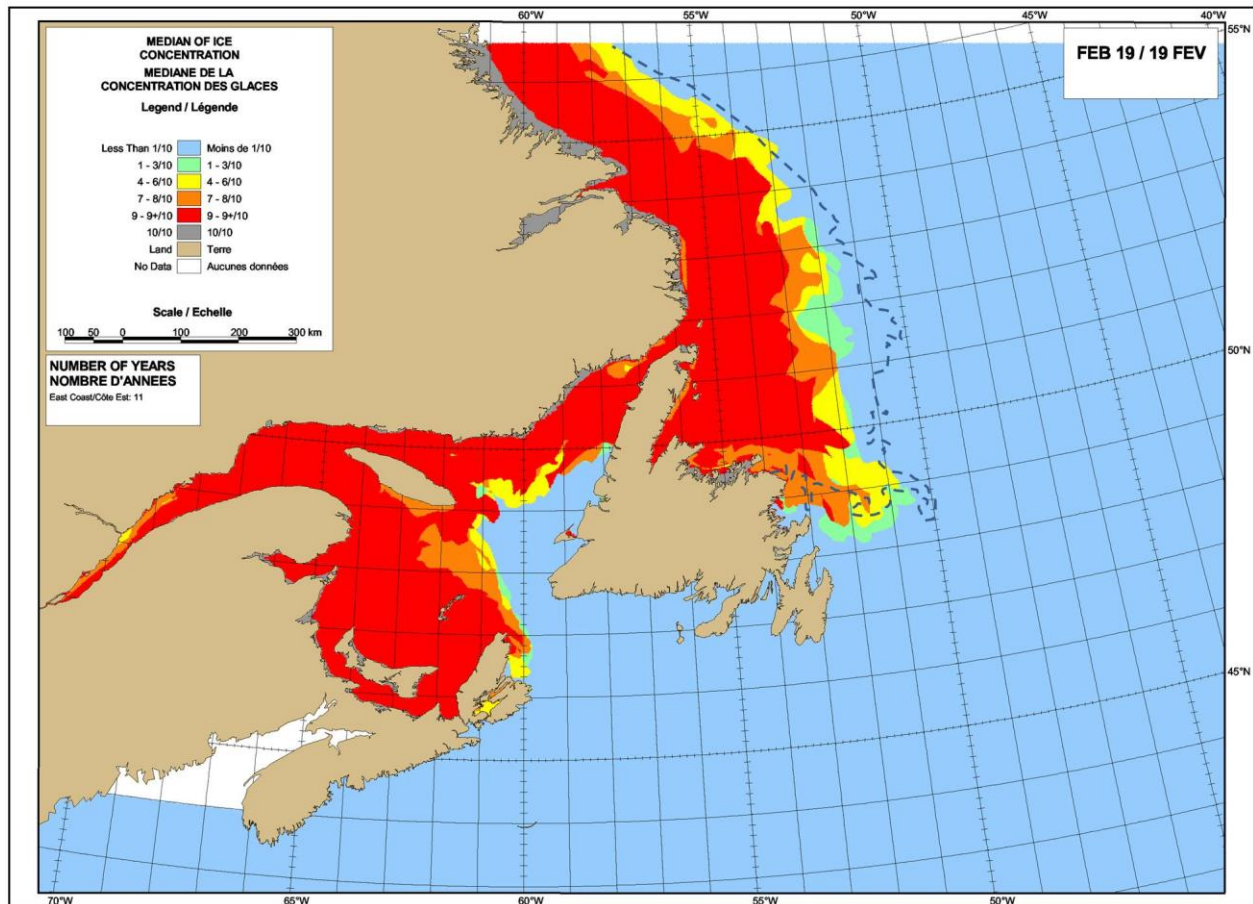 60°W 55°W 50°W 45°W 40°W
55°N
MEDIAN OF ICE
CONCENTRATION
MEDIANE DE LA
CONCENTRATION DES GLACES
Legend / Légende
Less Than 1/10 Moins de 1/10
1 - 3/10 1 - 3/10
4 - 6/10 4 - 6/10
7 - 8/10 7 - 8/10
9 - 9+/10 9 - 9+/10
10/10 10/10
Land Terre
No Data Aucunes données
Scale / Echelle
100 50 0 100 200 300 km
NUMBER OF YEARS
NOMBRE D'ANNEES
East Coast/Côte Est: 11
FEB 19 / 19 FEV
50°N
45°N
70°W 65°W 60°W 55°W 50°W